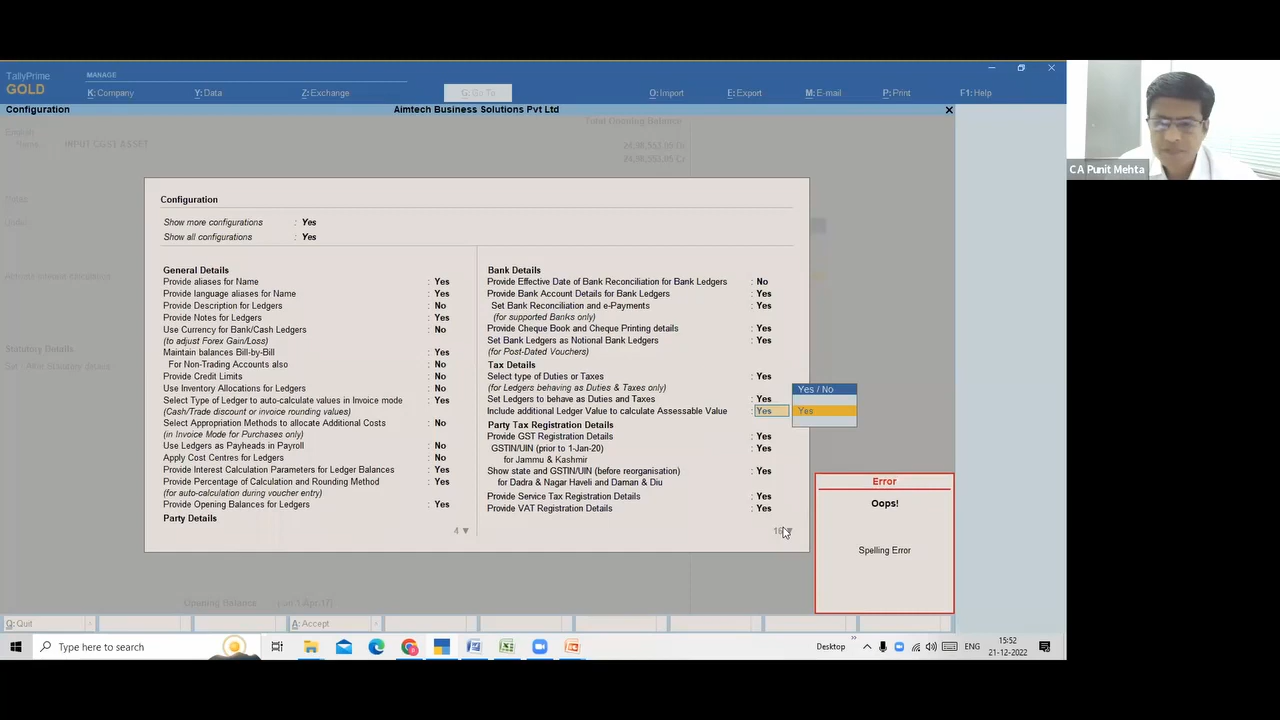 TallyPrime
GOLD
MANAGE
K: Company
Y: Data
Z: Exchange
G: Go To
O: Import
E: Export
M: E-mail
P: Print
F1: Help
Configuration
Aimtech Business Solutions Pvt Ltd
Total Opening Balance
English
Name
INPUT CGST ASSET
CA Punit Mehta
Configuration
Show more configurations : Yes
Show all configurations : Yes
General Details
Provide aliases for Name : Yes
Provide language aliases for Name : Yes
Provide Description for Ledgers : No
Provide Notes for Ledgers : Yes
Use Currency for Bank/Cash Ledgers : No
(to adjust Forex Gain/Loss)
Maintain balances Bill-by-Bill : Yes
For Non-Trading Accounts also : No
Provide Credit Limits : No
Use Inventory Allocations for Ledgers : No
Select Type of Ledger to auto-calculate values in Invoice mode : Yes
(Cash/Trade discount or invoice rounding values)
Select Appropriation Methods to allocate Additional Costs : No
(in Invoice Mode for Purchases only)
Use Ledgers as Payheads in Payroll : No
Apply Cost Centres for Ledgers : No
Provide Interest Calculation Parameters for Ledger Balances : Yes
Provide Percentage of Calculation and Rounding Method : Yes
(for auto-calculation during voucher entry)
Provide Opening Balances for Ledgers : Yes
Party Details
4 ▼
Bank Details
Provide Effective Date of Bank Reconciliation for Bank Ledgers : No
Provide Bank Account Details for Bank Ledgers : Yes
Set Bank Reconciliation and e-Payments : Yes
(for supported Banks only)
Provide Cheque Book and Cheque Printing details : Yes
Set Bank Ledgers as Notional Bank Ledgers : Yes
(for Post-Dated Vouchers)
Tax Details
Select type of Duties or Taxes : Yes
(for Ledgers behaving as Duties & Taxes only)
Set Ledgers to behave as Duties and Taxes : Yes
Include additional Ledger Value to calculate Assessable Value : Yes
Party Tax Registration Details
Provide GST Registration Details : Yes
GSTIN/UIN (prior to 1-Jan-20) : Yes
for Jammu & Kashmir
Show state and GSTIN/UIN (before reorganisation) : Yes
for Dadra & Nagar Haveli and Daman & Diu
Provide Service Tax Registration Details : Yes
Provide VAT Registration Details : Yes
Yes / No
Yes
Error
Oops!
Spelling Error
Statutory Details
Opening Balance
Q: Quit
A: Accept
Type here to search
Desktop
ENG
15:52
21-12-2022